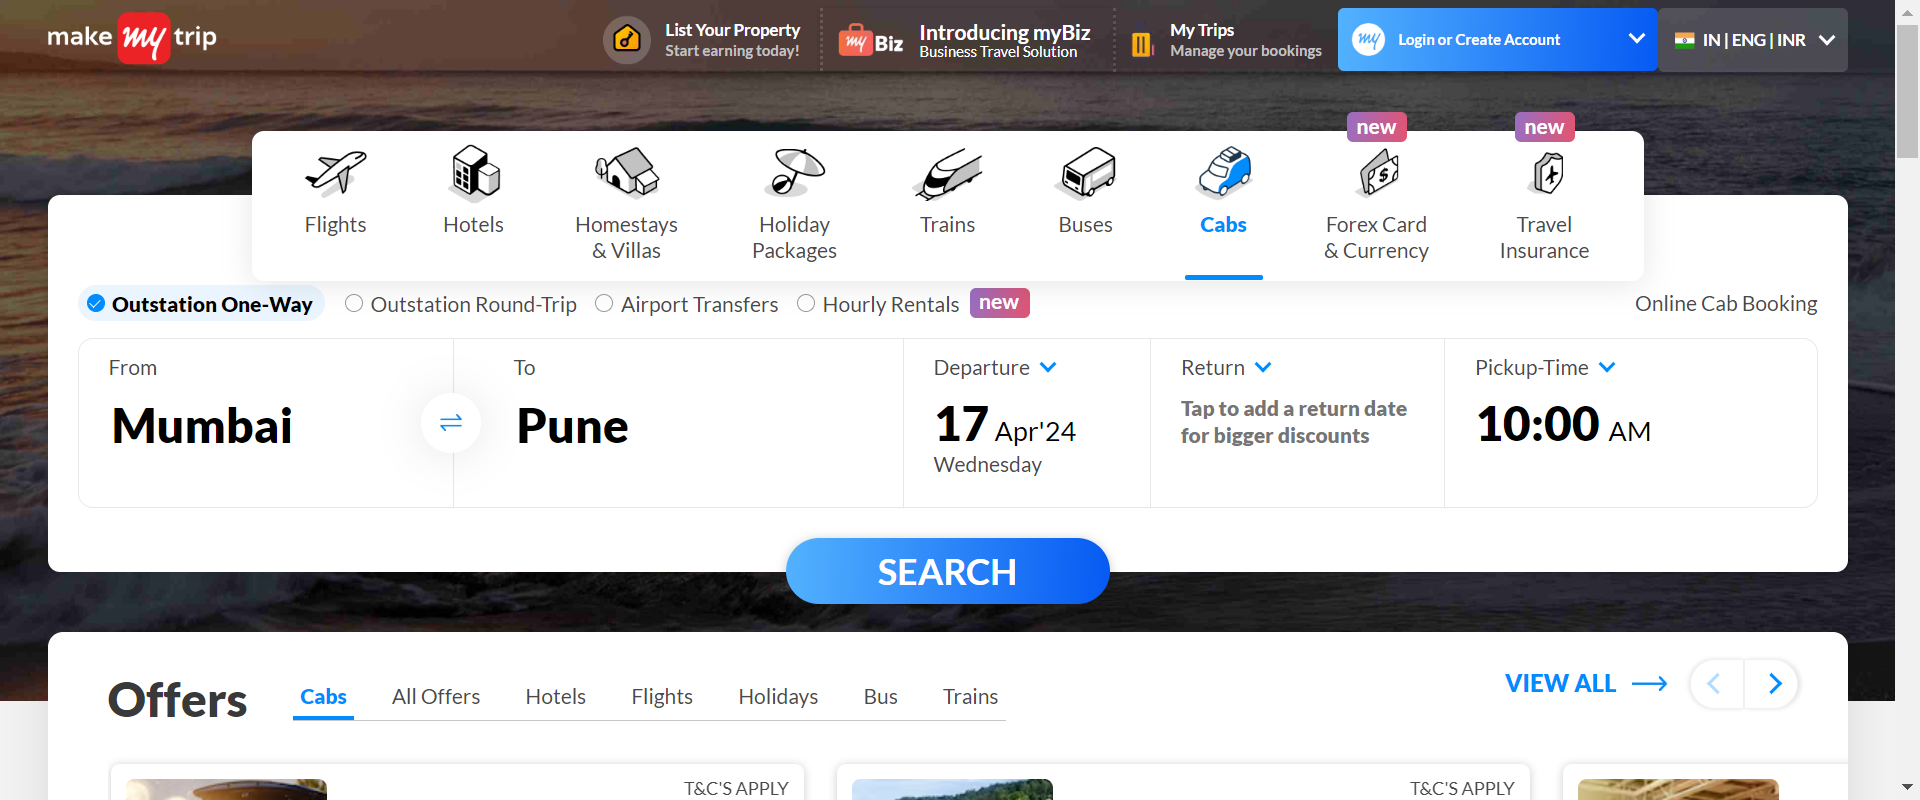 make my trip
List Your Property
Start earning today!
my Biz
Introducing myBiz
Business Travel Solution
My Trips
Manage your bookings
my
Login or Create Account
IN | ENG | INR
new
new
Flights
Hotels
Homestays
& Villas
Holiday
Packages
Trains
Buses
Cabs
Forex Card
& Currency
Travel
Insurance
Outstation One-Way
Outstation Round-Trip
Airport Transfers
Hourly Rentals
new
Online Cab Booking
From
Mumbai
To
Pune
Departure
17 Apr'24
Wednesday
Return
Tap to add a return date
for bigger discounts
Pickup-Time
10:00 AM
SEARCH
Offers
Cabs
All Offers
Hotels
Flights
Holidays
Bus
Trains
VIEW ALL
T&C'S APPLY
T&C'S APPLY